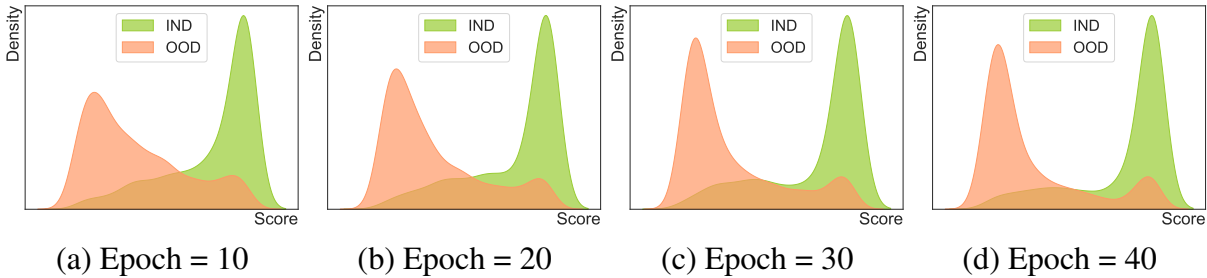 Density
IND
OOD
Score
(a) Epoch = 10
Density
IND
OOD
Score
(b) Epoch = 20
Density
IND
OOD
Score
(c) Epoch = 30
Density
IND
OOD
Score
(d) Epoch = 40